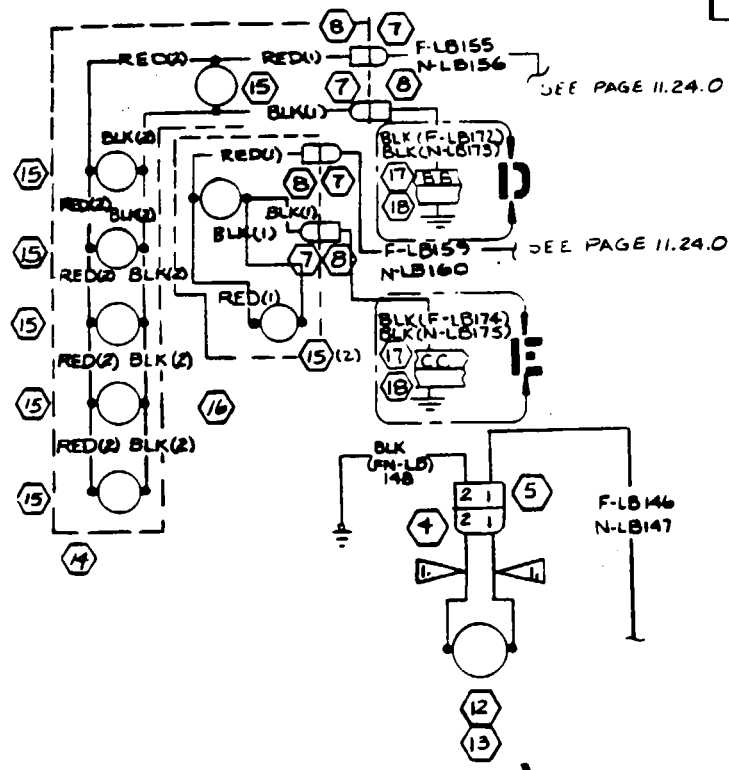 8 7
RED(2) RED(1) F-LB155
N-LB156
SEE PAGE 11.24.0
15 7 8
BLK(1)
BLK(2) BLK(F-LB172)
BLK(N-LB173)
15 RED(1) 17 BB
8 7 18
RED(2) BLK(2) BLK(1)
BLK(1) F-LB159 SEE PAGE 11.24.0
15 7 8 N-LB160
RED(2) BLK(2)
RED(1) BLK(F-LB174)
BLK(N-LB175)
15 15 (2) 17 C.C.
RED(2) BLK(2) 18
15 16
RED(2) BLK(2) BLK
(FN-LB)
148
15 2 1 5 F-LB146
4 2 1 N-LB147
14
1. 1.
12
13